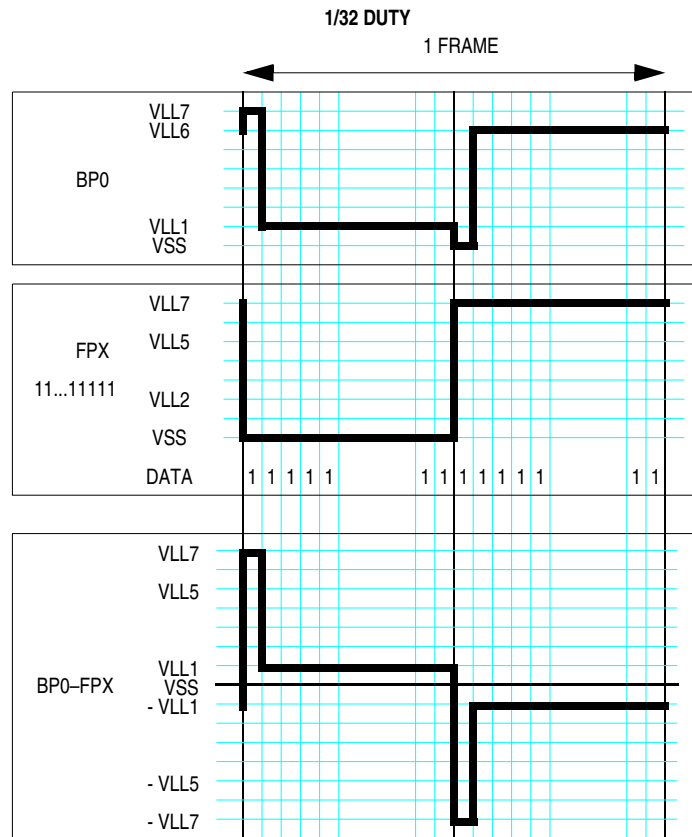 1/32 DUTY
1 FRAME
VLL7
VLL6
BP0
VLL1
VSS
VLL7
FPX
VLL5
11...11111
VLL2
VSS
DATA 1 1 1 1 1 1 1 1 1 1 1 1 1 1
VLL7
VLL5
VLL1
BP0–FPX
VSS
- VLL1
- VLL5
- VLL7